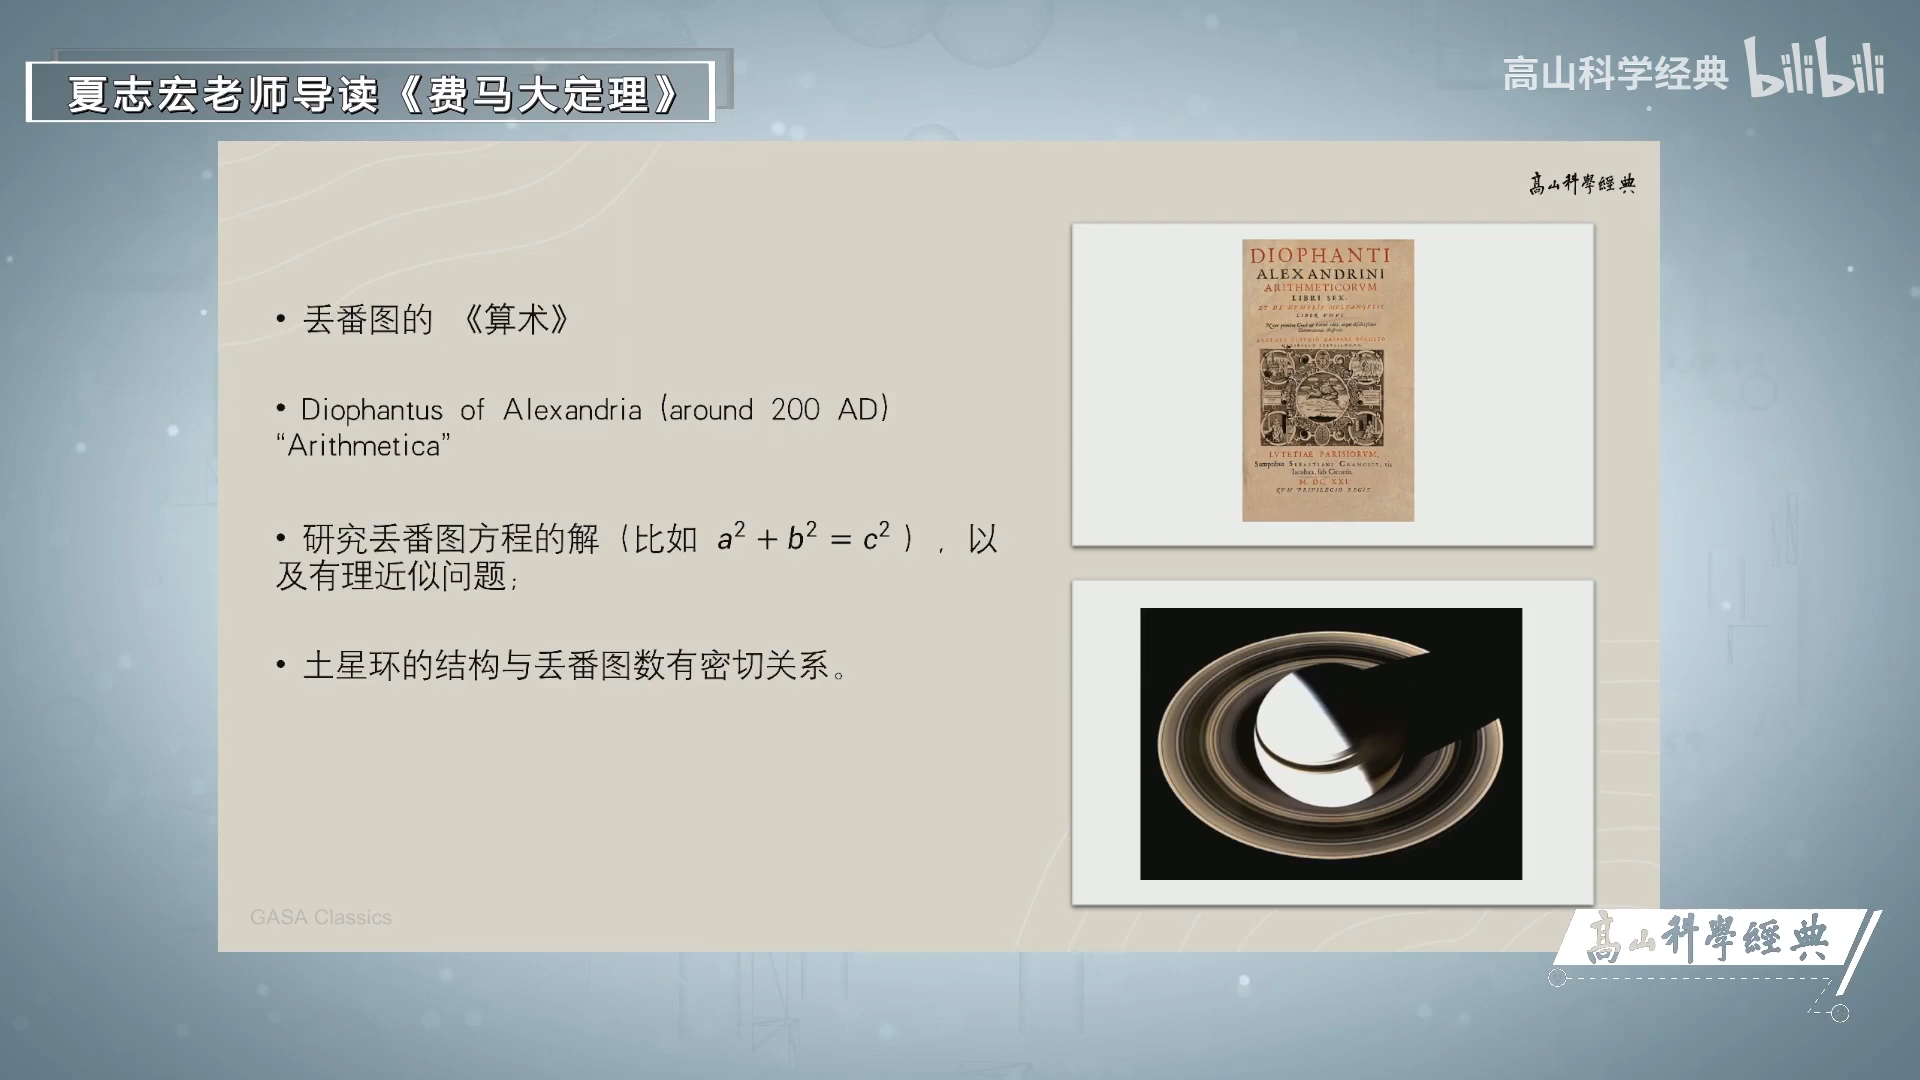 夏志宏老师导读《费马大定理》
高山科学经典 bilibili
高山科學經典
• 丢番图的 《算术》
• Diophantus of Alexandria (around 200 AD)
“Arithmetica”
• 研究丢番图方程的解（比如 a² + b² = c² ），以
及有理近似问题；
• 土星环的结构与丢番图数有密切关系。
DIOPHANTI
ALEXANDRINI
ARITHMETICORVM
LIBRI SEX.
LVTETIAE PARISIORVM,
M. DC. XXI
CVM PRIVILEGIO REGIS
GASA Classics
高山科學經典